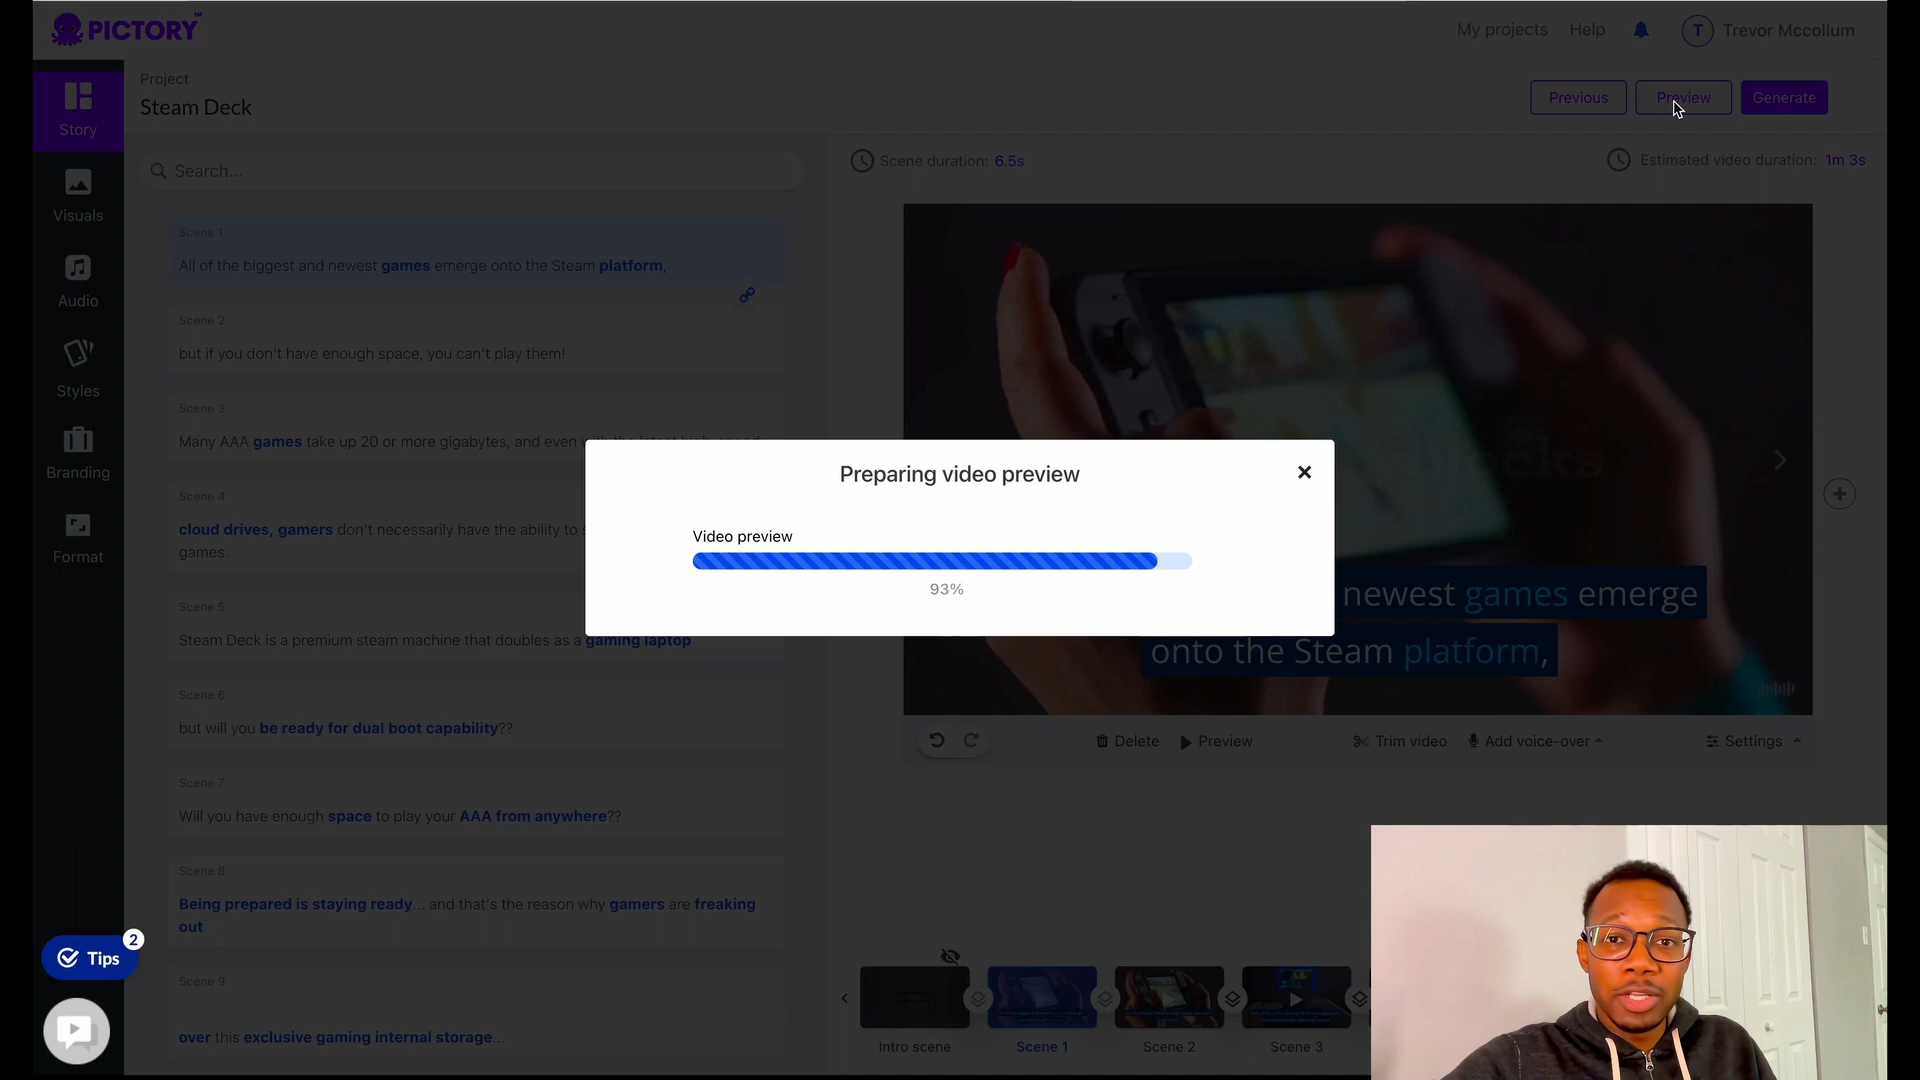 PICTORY™
My projects
Help
T
Trevor Mccollum
Project
Steam Deck
Previous
Preview
Generate
Story
Visuals
Audio
Styles
Branding
Format
Search...
Scene duration: 6.5s
Estimated video duration: 1m 3s
Scene 1
All of the biggest and newest games emerge onto the Steam platform,
Scene 2
but if you don't have enough space, you can't play them!
Scene 3
Many AAA games take up 20 or more gigabytes, and even
Scene 4
cloud drives, gamers don't necessarily have the ability to
games.
Scene 5
Steam Deck is a premium steam machine that doubles as a gaming laptop
Scene 6
but will you be ready for dual boot capability??
Scene 7
Will you have enough space to play your AAA from anywhere??
Scene 8
Being prepared is staying ready... and that's the reason why gamers are freaking
out
Scene 9
over this exclusive gaming internal storage...
Preparing video preview
Video preview
93%
newest games emerge
onto the Steam platform,
Delete
Preview
Trim video
Add voice-over
Settings
Tips
2
Intro scene
Scene 1
Scene 2
Scene 3